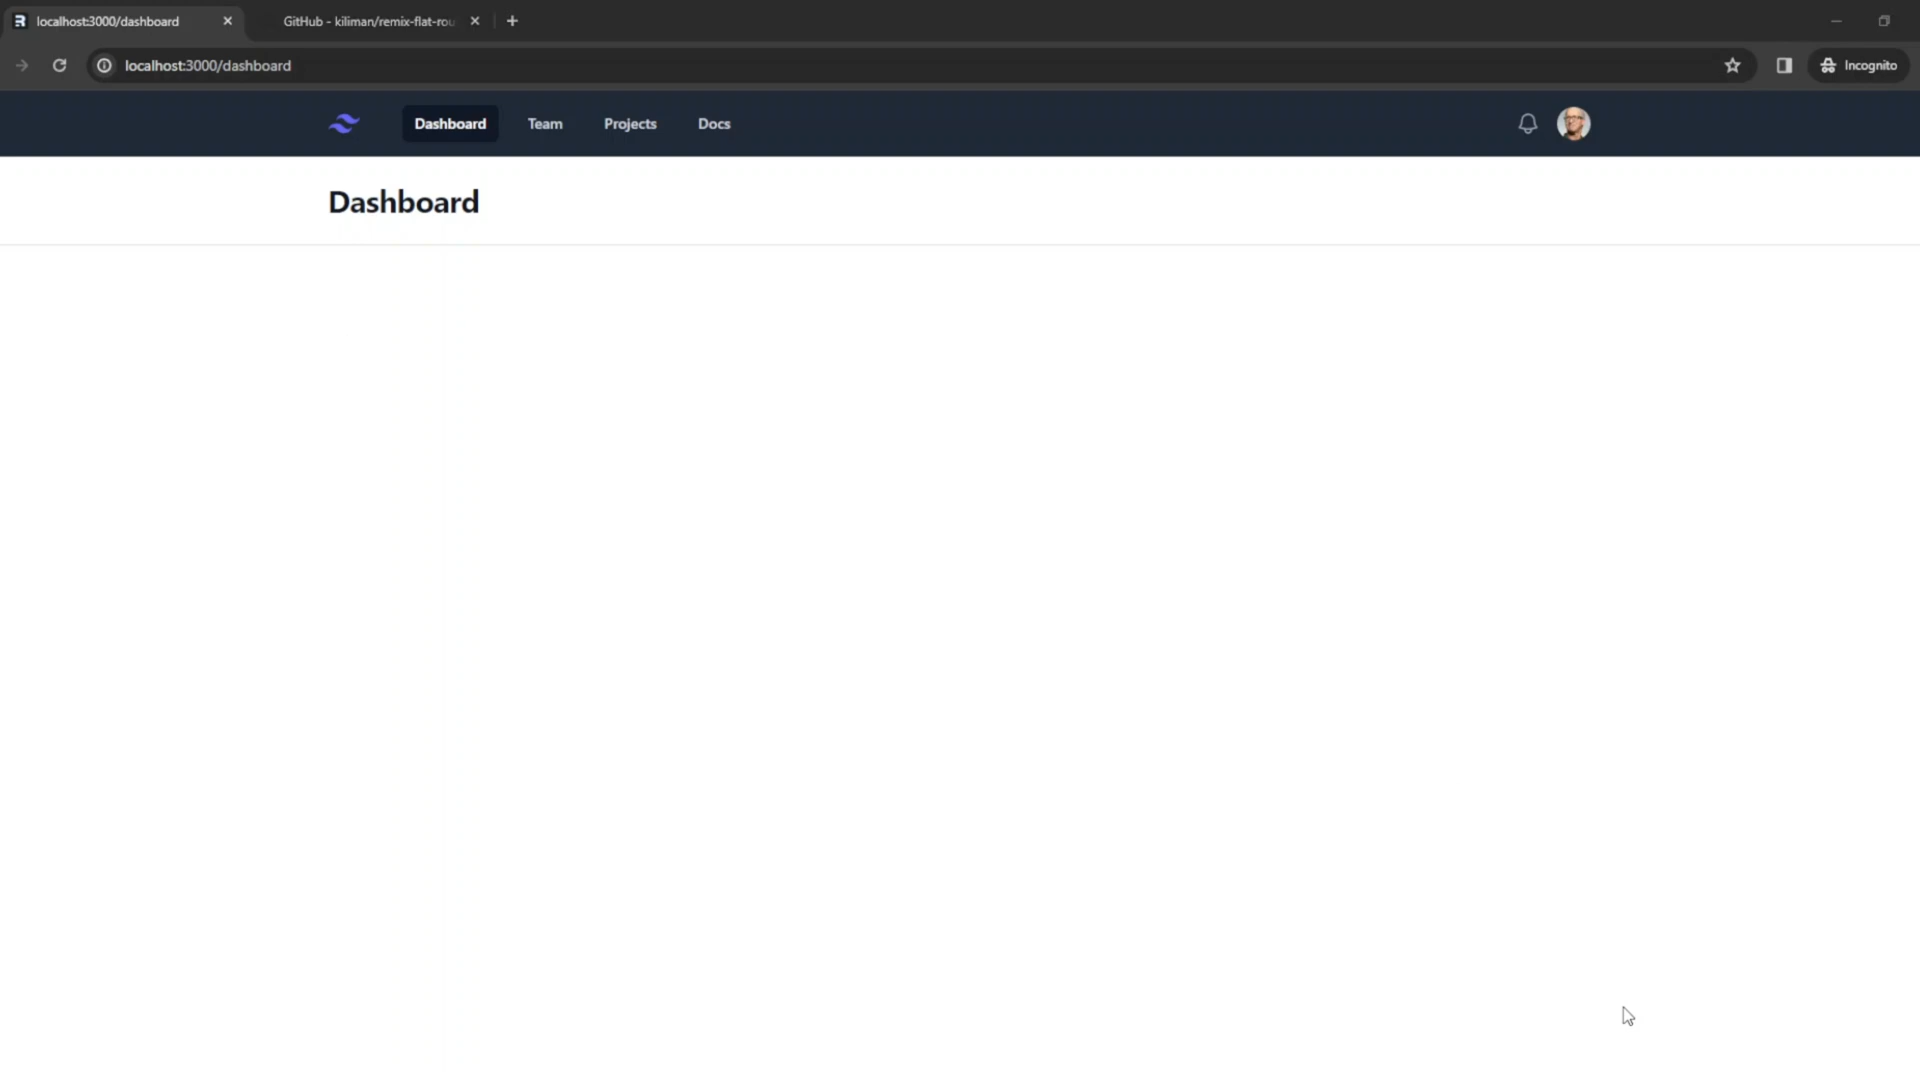 localhost:3000/dashboard
GitHub - kiliman/remix-flat-rou
localhost:3000/dashboard
Incognito
Dashboard
Team
Projects
Docs
Dashboard